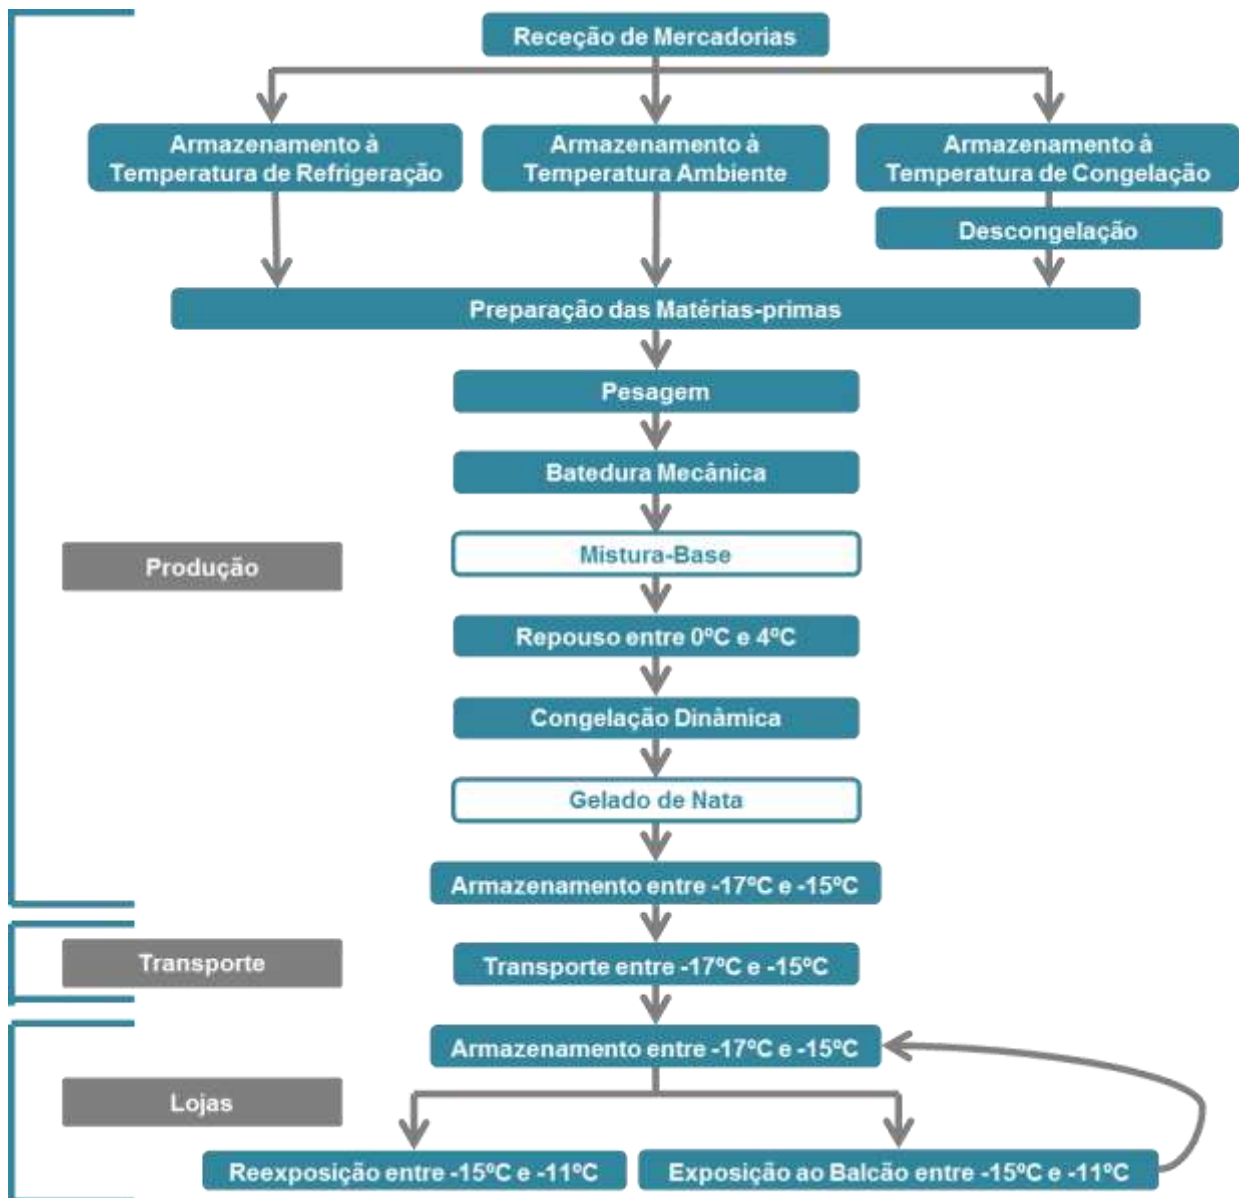 Receção de Mercadorias
Armazenamento à
Temperatura de Refrigeração
Armazenamento à
Temperatura Ambiente
Armazenamento à
Temperatura de Congelação
Descongelação
Preparação das Matérias-primas
Pesagem
Batedura Mecânica
Mistura-Base
Produção
Repouso entre 0ºC e 4ºC
Congelação Dinâmica
Gelado de Nata
Armazenamento entre -17ºC e -15ºC
Transporte
Transporte entre -17ºC e -15ºC
Armazenamento entre -17ºC e -15ºC
Lojas
Reexposição entre -15ºC e -11ºC
Exposição ao Balcão entre -15ºC e -11ºC